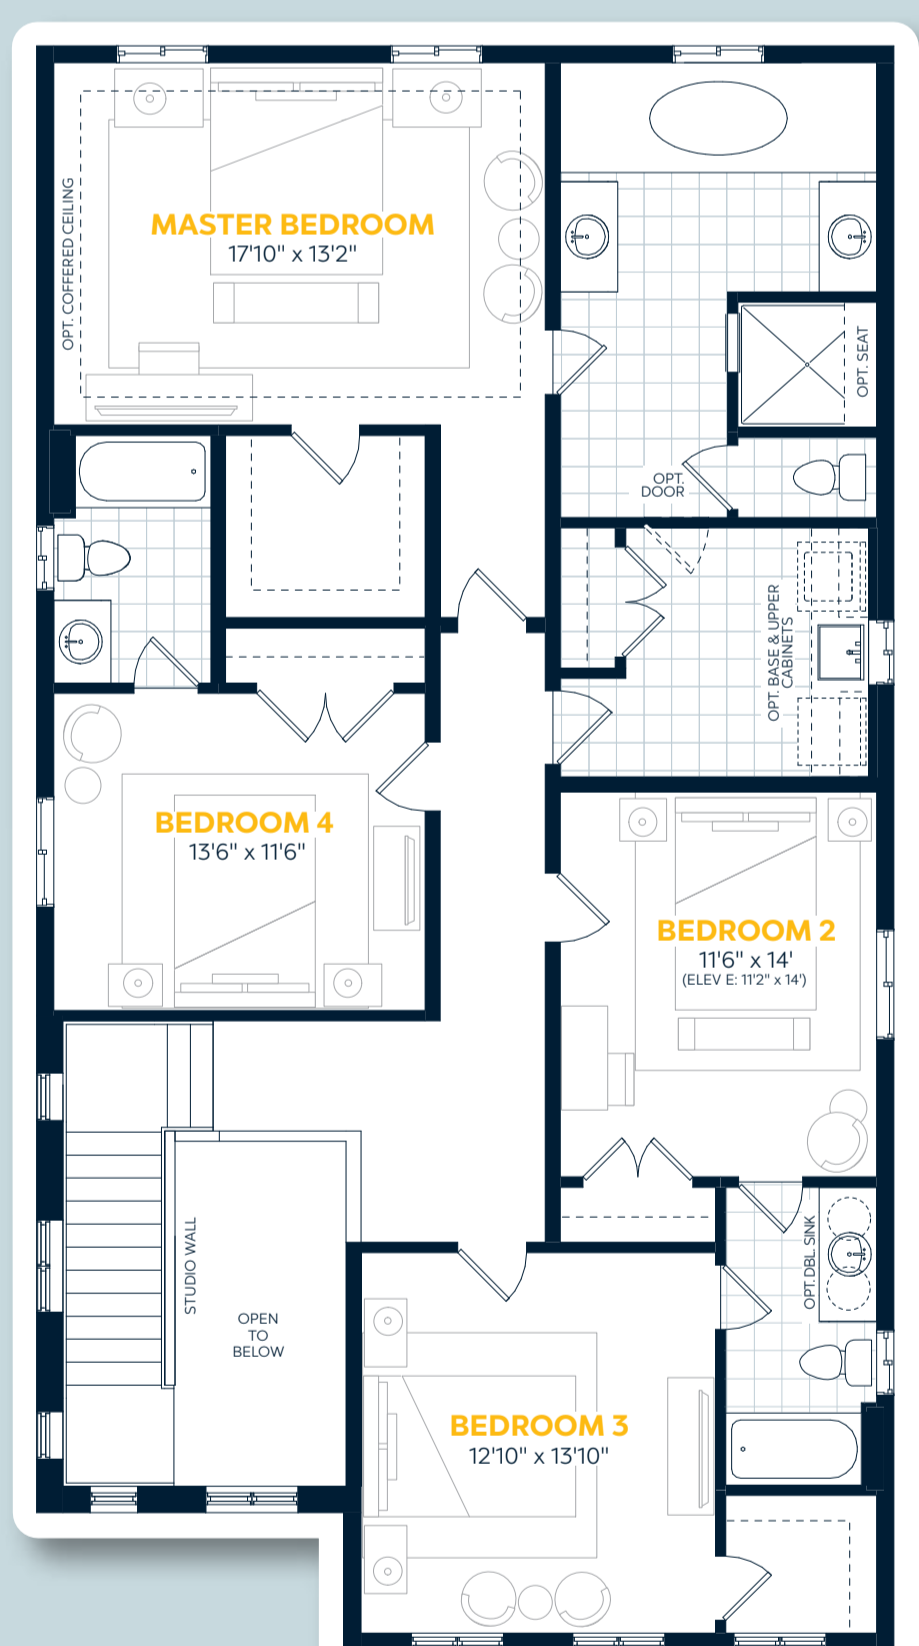 OPT. COFFERED CEILING
MASTER BEDROOM
17'10" x 13'2"
OPT. SEAT
OPT.
DOOR
OPT. BASE & UPPER
CABINETS
BEDROOM 4
13'6" x 11'6"
BEDROOM 2
11'6" x 14'
(ELEV E: 11'2" x 14')
STUDIO WALL
OPEN
TO
BELOW
OPT. DBL. SINK
BEDROOM 3
12'10" x 13'10"